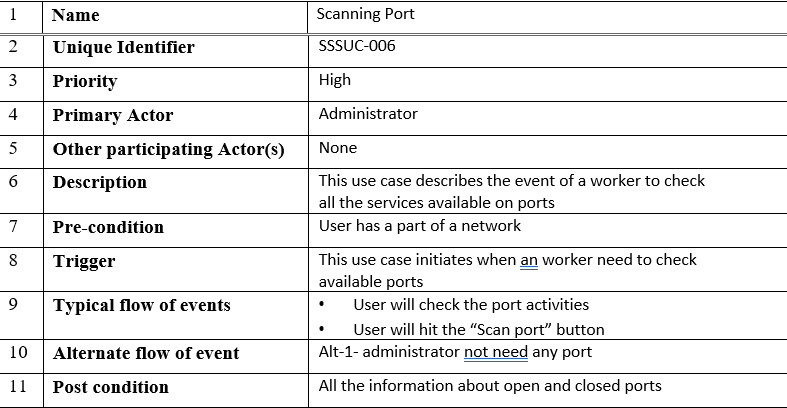 1 Name Scanning Port
2 Unique Identifier SSSUC-006
3 Priority High
4 Primary Actor Administrator
5 Other participating Actor(s) None
6 Description This use case describes the event of a worker to check
all the services available on ports
7 Pre-condition User has a part of a network
8 Trigger This use case initiates when an worker need to check
available ports
9 Typical flow of events • User will check the port activities
• User will hit the “Scan port” button
10 Alternate flow of event Alt-1- administrator not need any port
11 Post condition All the information about open and closed ports